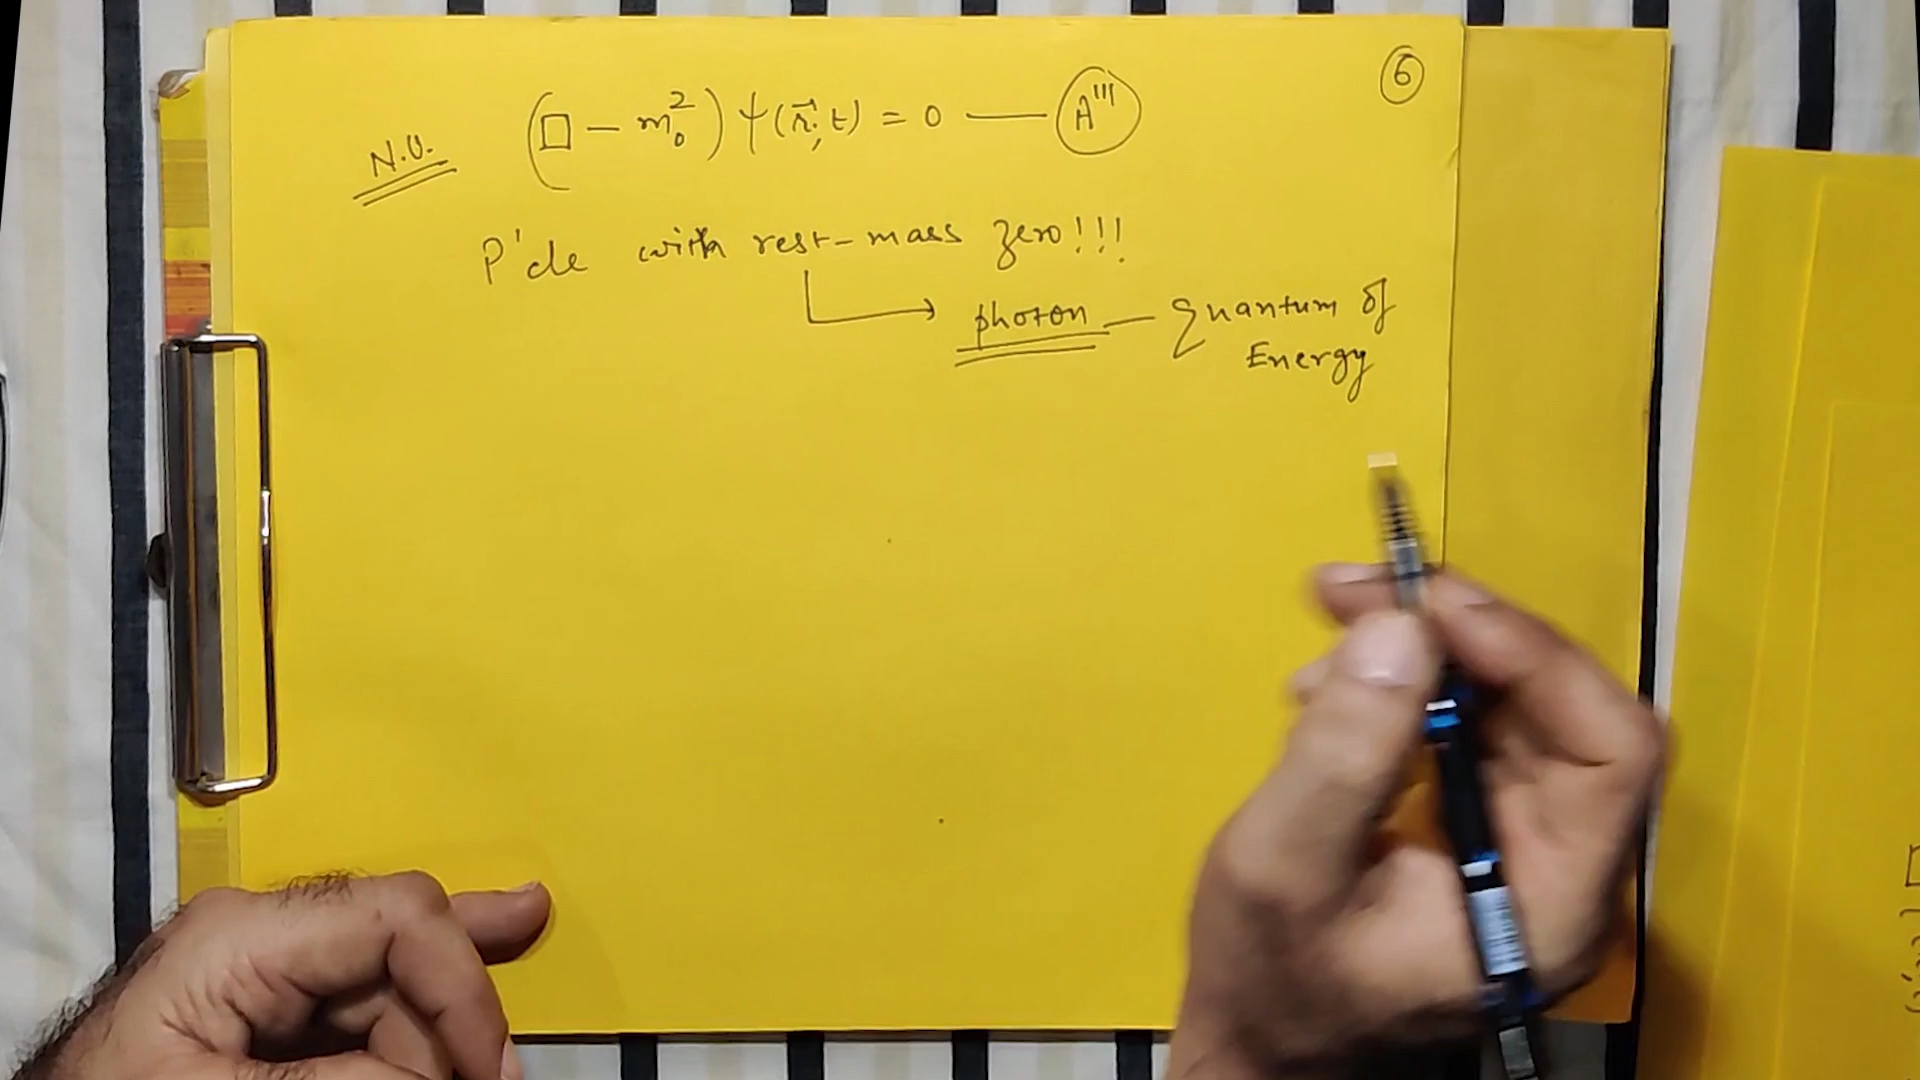 6
N.U. (□ - m₀²) ψ(r⃗, t) = 0 —— A'''
P'cle with rest-mass zero!!!
photon — Quantum of
Energy